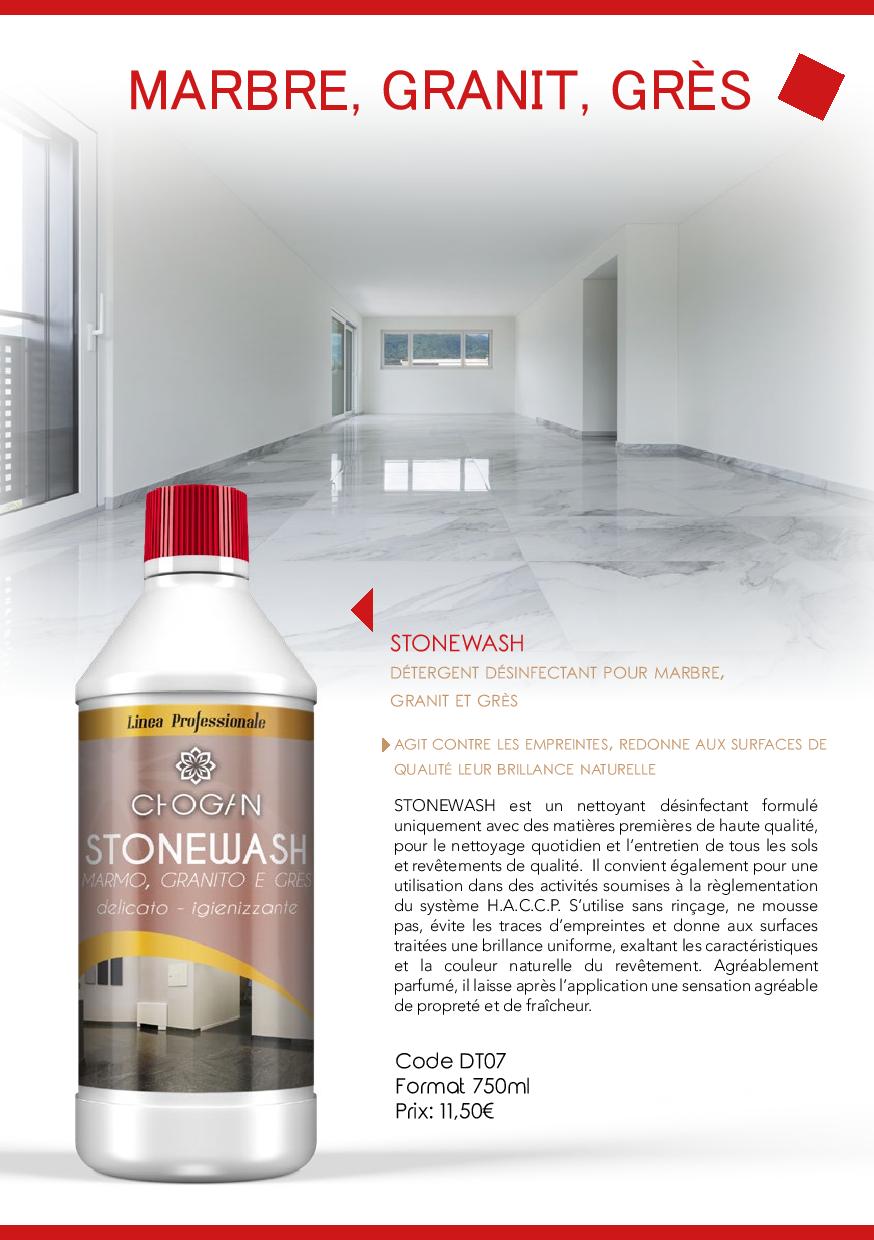 MARBRE, GRANIT, GRÈS
Linea Professionale
CHOGAN
STONEWASH
MARMO, GRANITO E GRES
delicato - igienizzante
STONEWASH
DÉTERGENT DÉSINFECTANT POUR MARBRE,
GRANIT ET GRÈS
AGIT CONTRE LES EMPREINTES, REDONNE AUX SURFACES DE
QUALITÉ LEUR BRILLANCE NATURELLE
STONEWASH est un nettoyant désinfectant formulé
uniquement avec des matières premières de haute qualité,
pour le nettoyage quotidien et l'entretien de tous les sols
et revêtements de qualité. Il convient également pour une
utilisation dans des activités soumises à la règlementation
du système H.A.C.C.P. S'utilise sans rinçage, ne mousse
pas, évite les traces d'empreintes et donne aux surfaces
traitées une brillance uniforme, exaltant les caractéristiques
et la couleur naturelle du revêtement. Agréablement
parfumé, il laisse après l'application une sensation agréable
de propreté et de fraîcheur.
Code DT07
Format 750ml
Prix: 11,50€